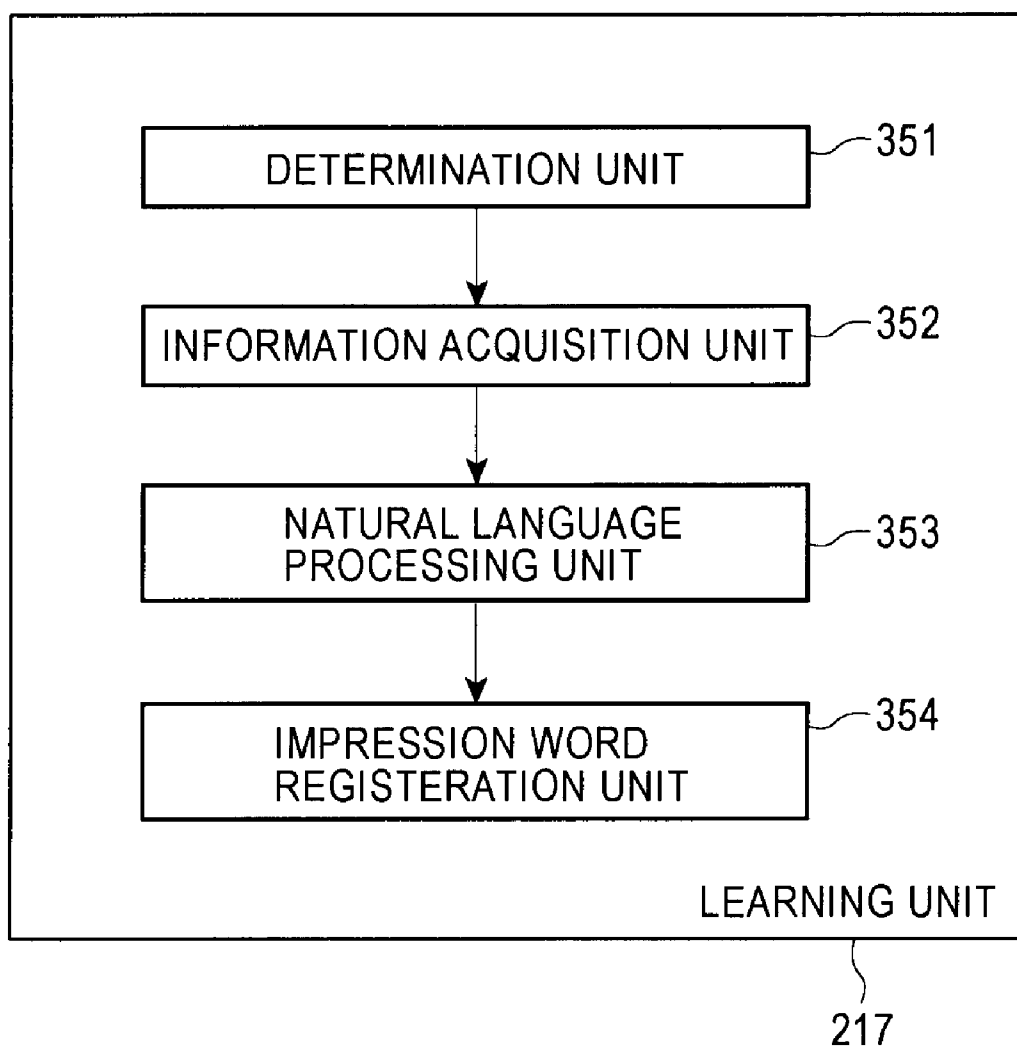 DETERMINATION UNIT
351
INFORMATION ACQUISITION UNIT
352
NATURAL LANGUAGE
PROCESSING UNIT
353
IMPRESSION WORD
REGISTERATION UNIT
354
LEARNING UNIT
217